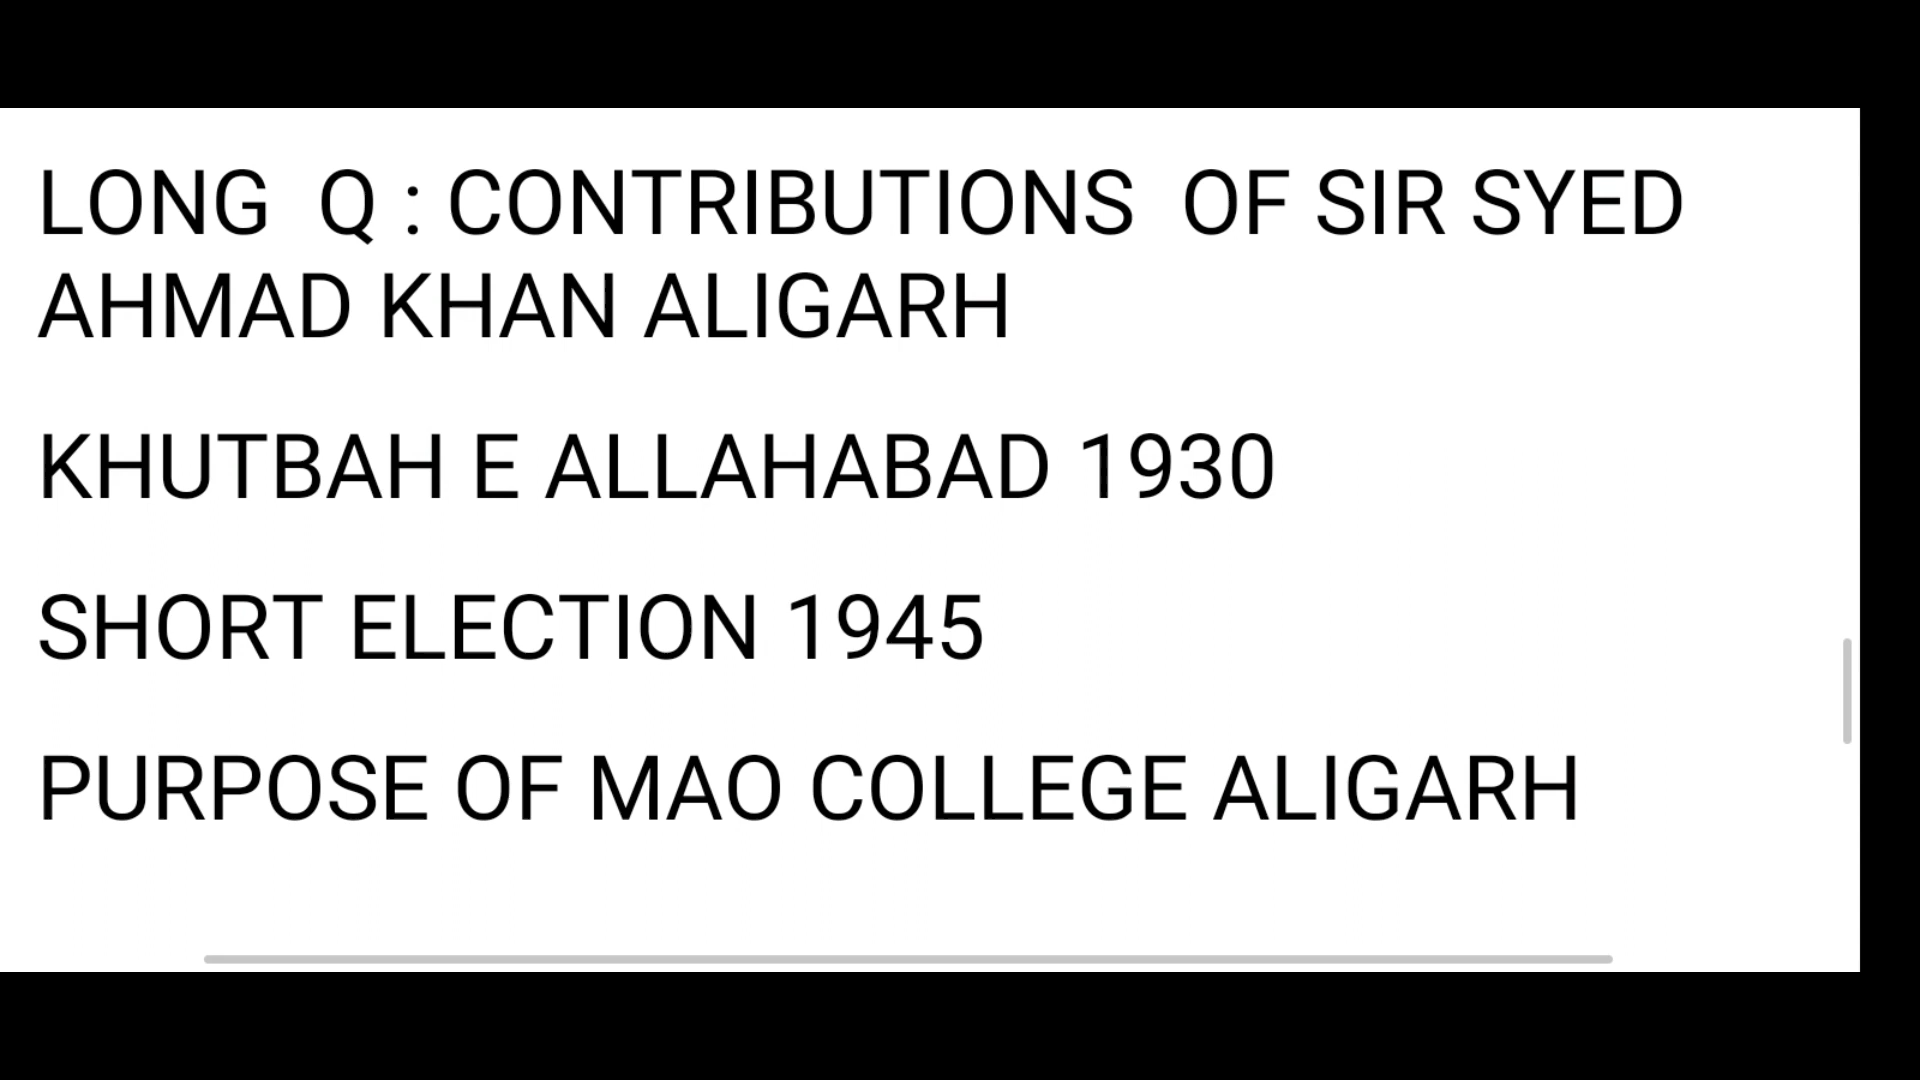 LONG  Q : CONTRIBUTIONS  OF SIR SYED
AHMAD KHAN ALIGARH
KHUTBAH E ALLAHABAD 1930
SHORT ELECTION 1945
PURPOSE OF MAO COLLEGE ALIGARH